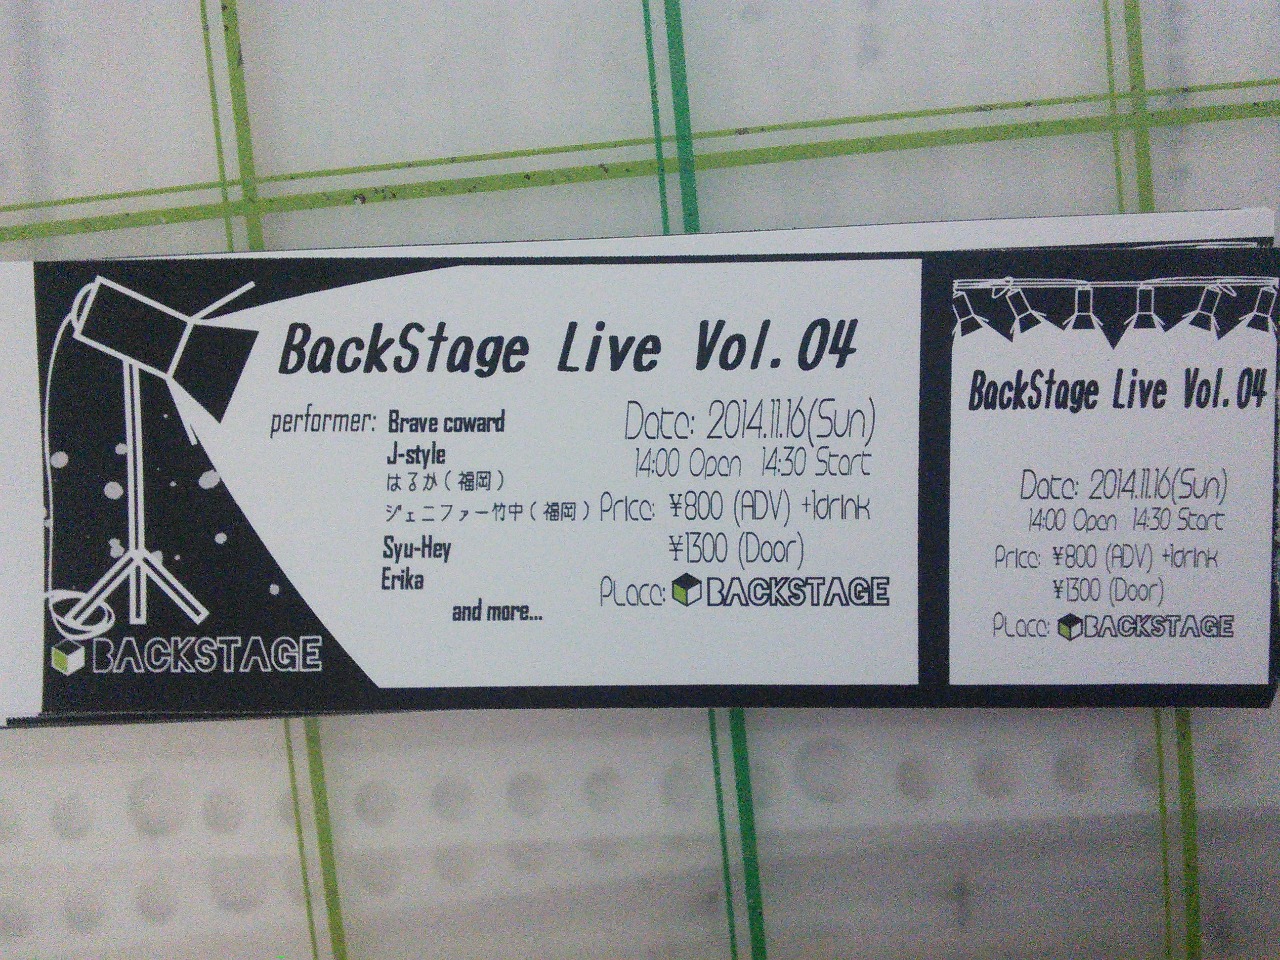 BackStage Live Vol. 04
performer: Brave coward
J-style
はるか(福岡)
ジェニファー竹中(福岡)
Syu-Hey
Erika
and more...
Date: 2014.11.16(Sun)
14:00 Open 14:30 Start
Price: ¥800 (ADV) +1drink
¥1300 (Door)
Place: BACKSTAGE
BACKSTAGE
BackStage Live Vol. 04
Date: 2014.11.16(Sun)
14:00 Open 14:30 Start
Price: ¥800 (ADV) +1drink
¥1300 (Door)
Place: BACKSTAGE